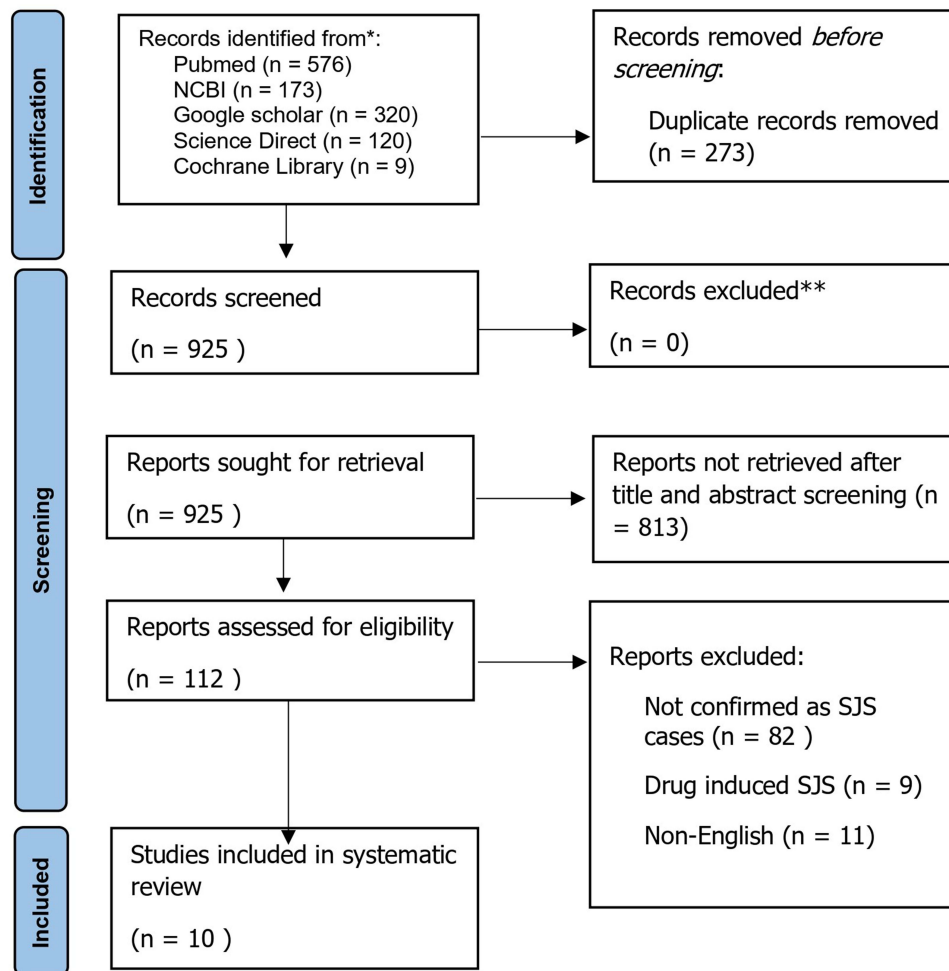 Identification
Records identified from*:
Pubmed (n = 576)
NCBI (n = 173)
Google scholar (n = 320)
Science Direct (n = 120)
Cochrane Library (n = 9)
Records removed before
screening:
Duplicate records removed
(n = 273)
Screening
Records screened
(n = 925 )
Records excluded**
(n = 0)
Reports sought for retrieval
(n = 925 )
Reports not retrieved after
title and abstract screening (n
= 813)
Reports assessed for eligibility
(n = 112 )
Reports excluded:
Not confirmed as SJS
cases (n = 82 )
Drug induced SJS (n = 9)
Non-English (n = 11)
Included
Studies included in systematic
review
(n = 10 )